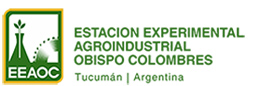 ESTACION EXPERIMENTAL
AGROINDUSTRIAL
OBISPO COLOMBRES
EEAOC
Tucumán | Argentina